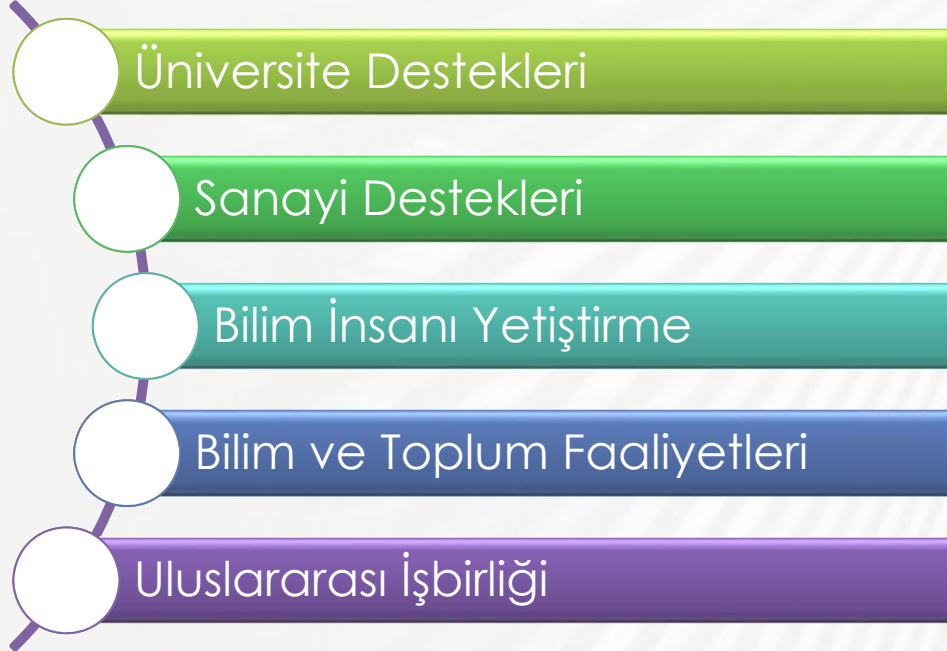 Üniversite Destekleri
Sanayi Destekleri
Bilim İnsanı Yetiştirme
Bilim ve Toplum Faaliyetleri
Uluslararası İşbirliği